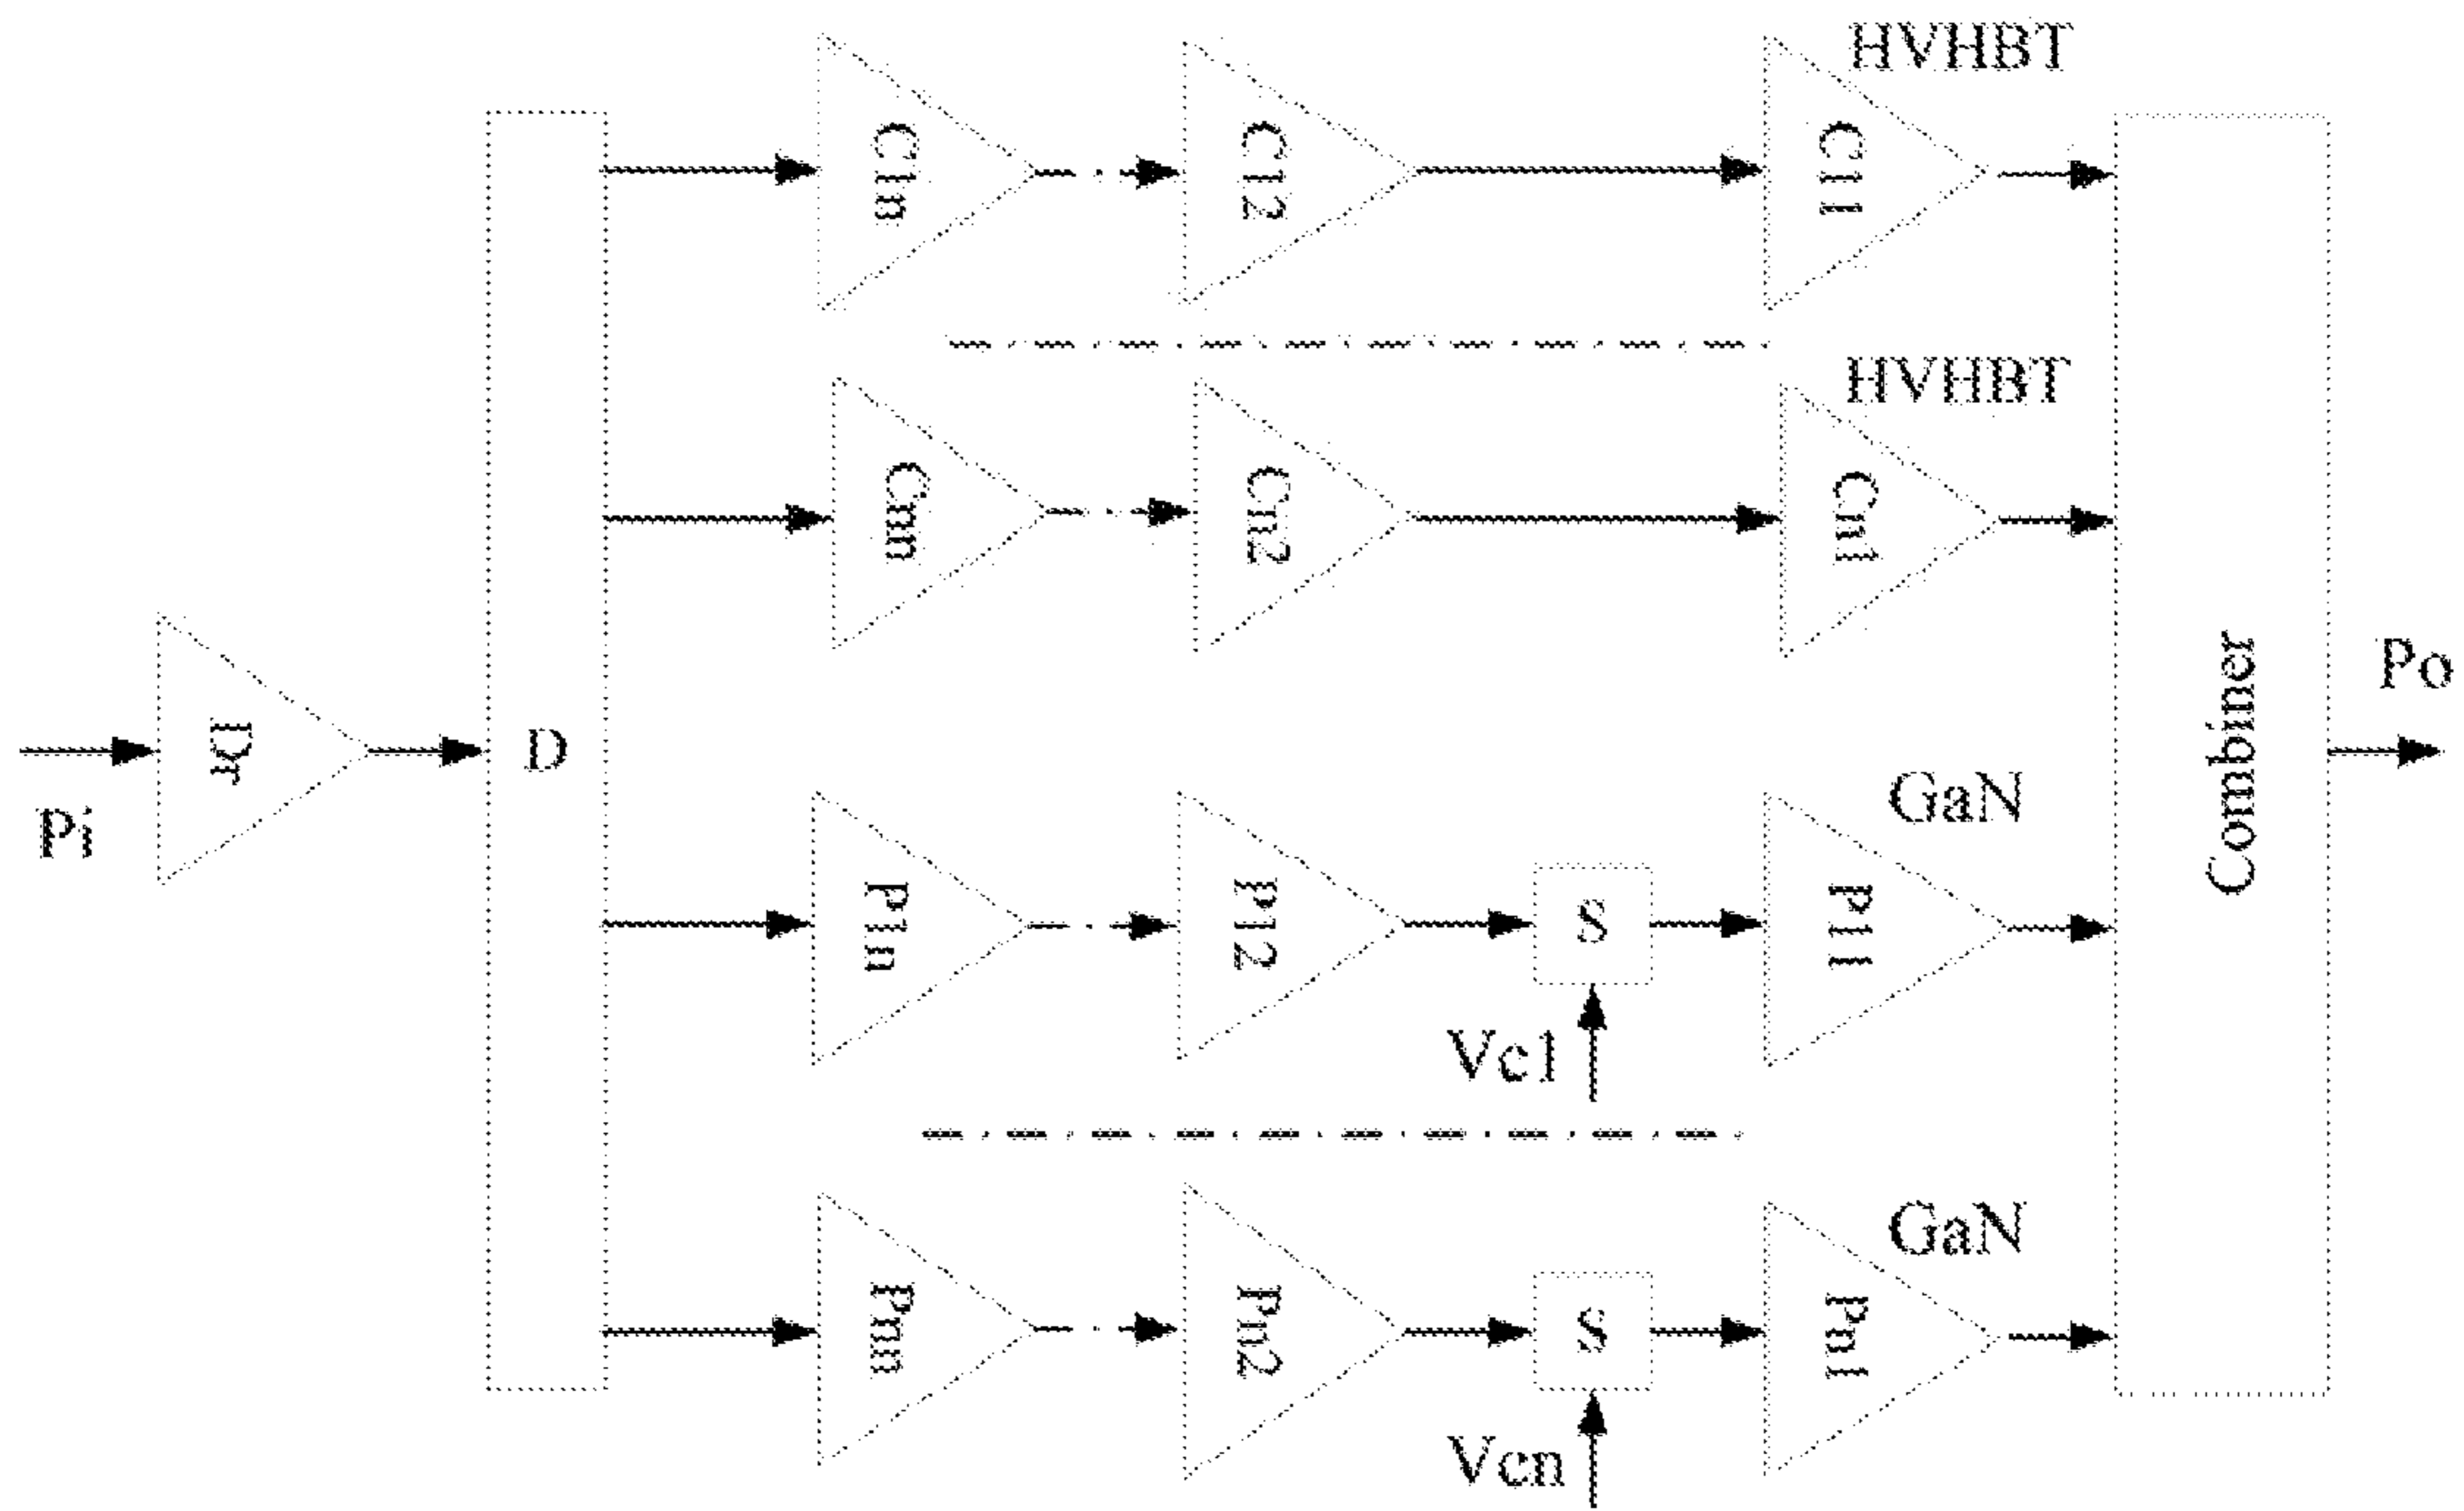 HVHBT
C1n
C12
C11
HVHBT
Cnn
Cn2
Cn1
Pi
Dr
D
Combiner
Po
GaN
P1n
P12
S
P11
Vc1
GaN
Pnn
Pn2
S
Pn1
Vcn